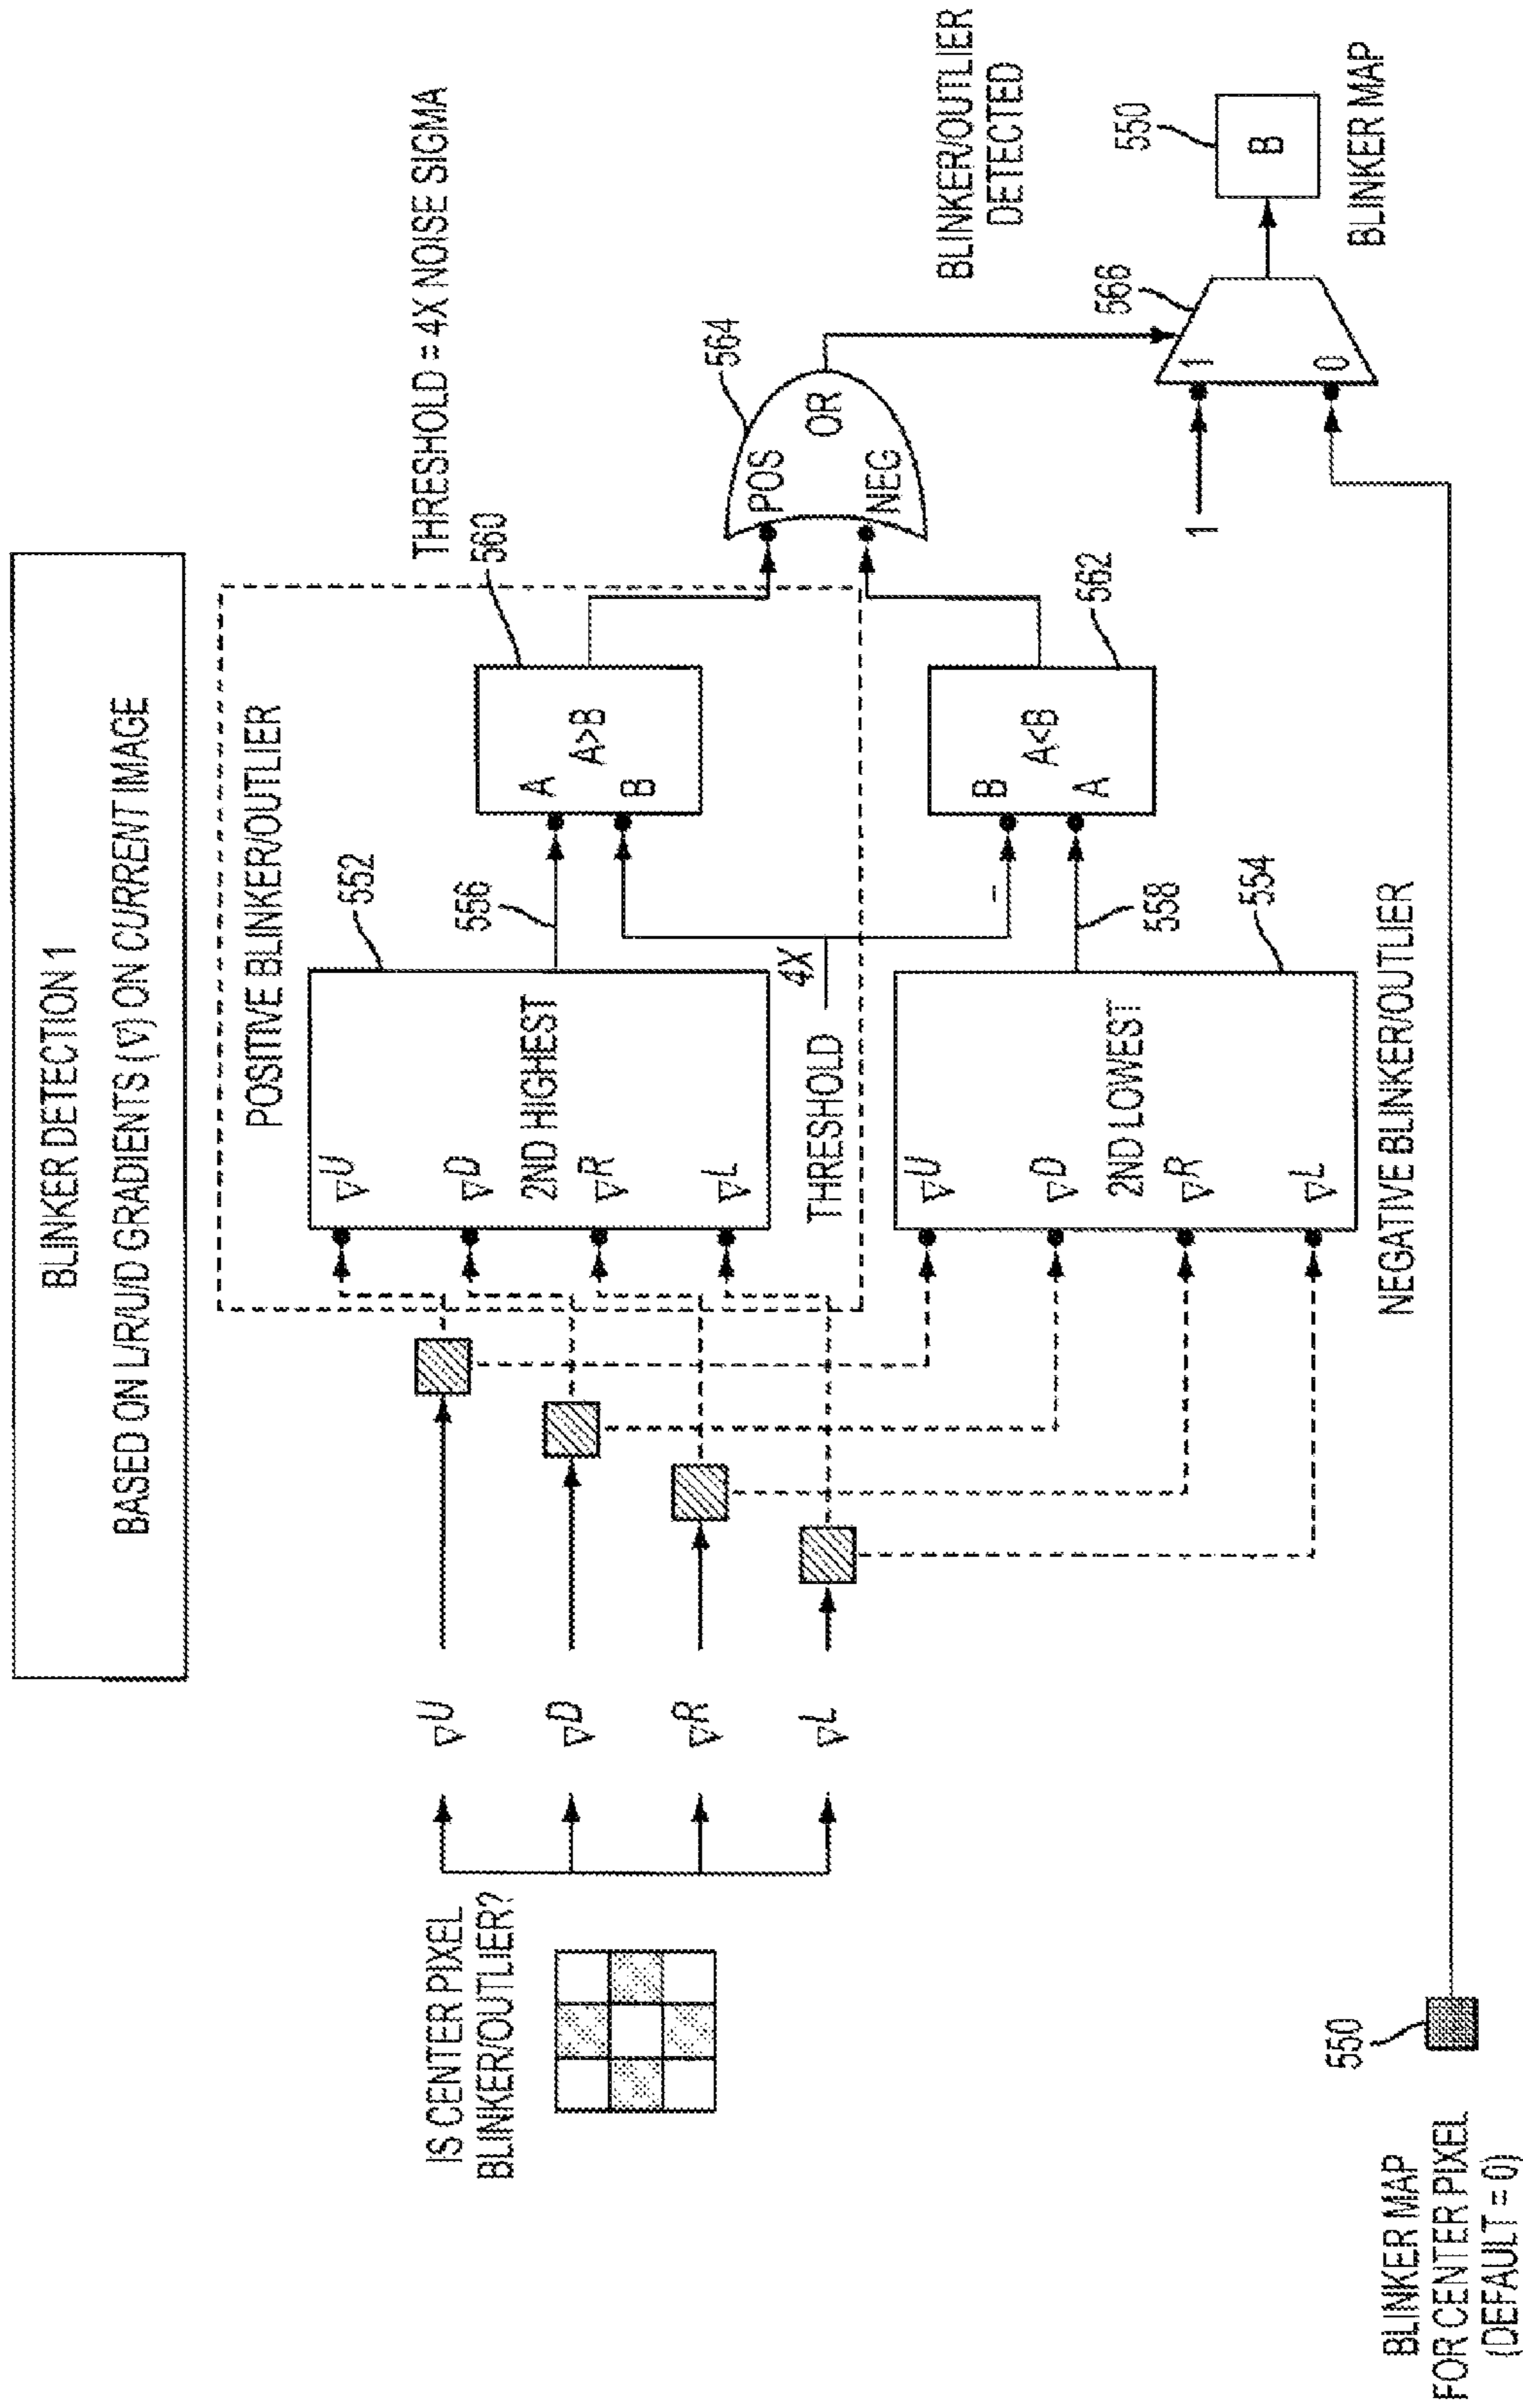 BLINKER DETECTION 1
BASED ON L/R/U/D GRADIENTS (∇) ON CURRENT IMAGE
IS CENTER PIXEL
BLINKER/OUTLIER?
∇U
∇D
∇R
∇L
POSITIVE BLINKER/OUTLIER
552
∇U
∇D
2ND HIGHEST
∇R
∇L
556
A
A>B
B
560
THRESHOLD = 4X NOISE SIGMA
THRESHOLD
4X
–
∇U
∇D
2ND LOWEST
∇R
∇L
554
558
B
A<B
A
562
NEGATIVE BLINKER/OUTLIER
POS
OR
NEG
564
BLINKER/OUTLIER
DETECTED
1
1
0
566
550
B
BLINKER MAP
550
BLINKER MAP
FOR CENTER PIXEL
(DEFAULT = 0)